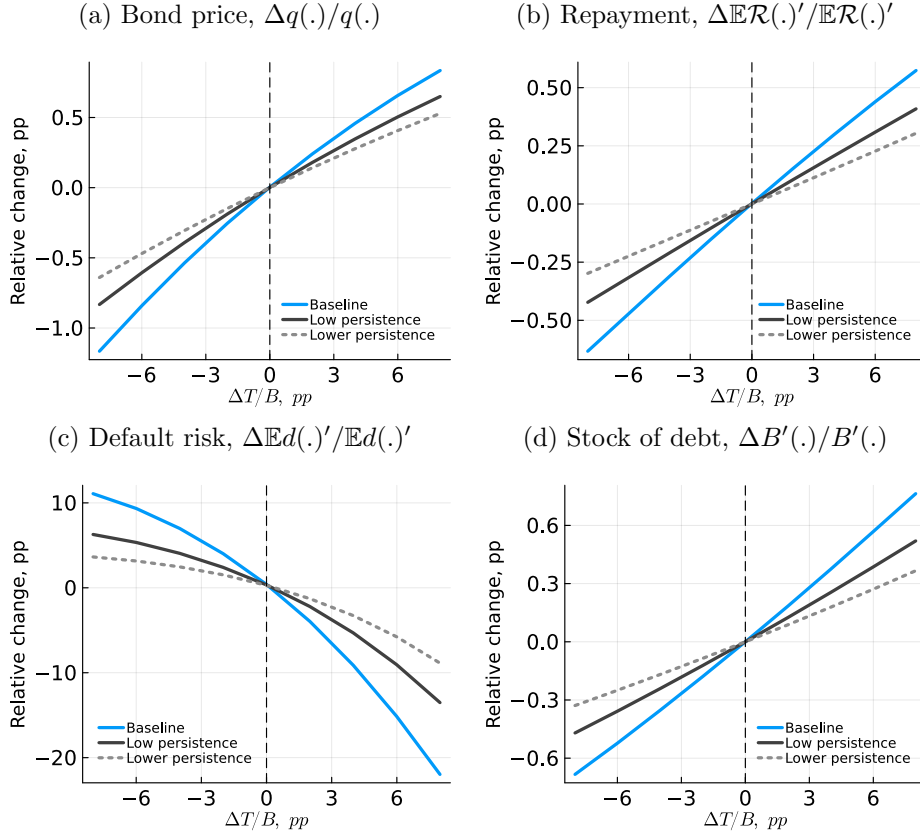 (a) Bond price, Δq(.)/q(.)
Relative change, pp
0.5
0.0
−0.5
−1.0
Baseline
Low persistence
Lower persistence
−6 −3 0 3 6
ΔT/B, pp
(b) Repayment, Δ𝔼ℛ(.)′/𝔼ℛ(.)′
Relative change, pp
0.50
0.25
0.00
−0.25
−0.50
Baseline
Low persistence
Lower persistence
−6 −3 0 3 6
ΔT/B, pp
(c) Default risk, Δ𝔼d(.)′/𝔼d(.)′
Relative change, pp
10
0
−10
−20
Baseline
Low persistence
Lower persistence
−6 −3 0 3 6
ΔT/B, pp
(d) Stock of debt, ΔB′(.)/B′(.)
Relative change, pp
0.6
0.3
0.0
−0.3
−0.6
Baseline
Low persistence
Lower persistence
−6 −3 0 3 6
ΔT/B, pp